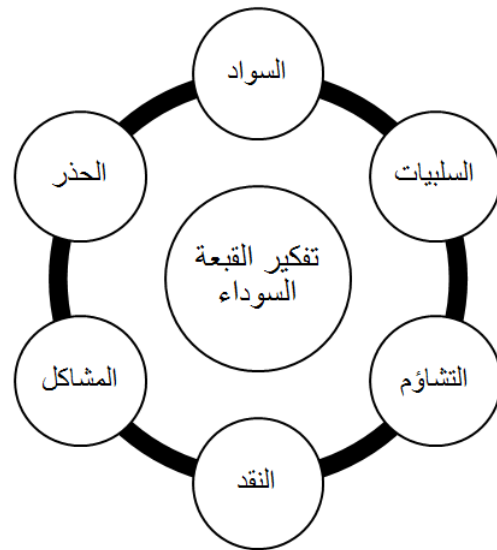 السواد
السلبيات
الحذر
تفكير القبعة
السوداء
التشاؤم
المشاكل
النقد